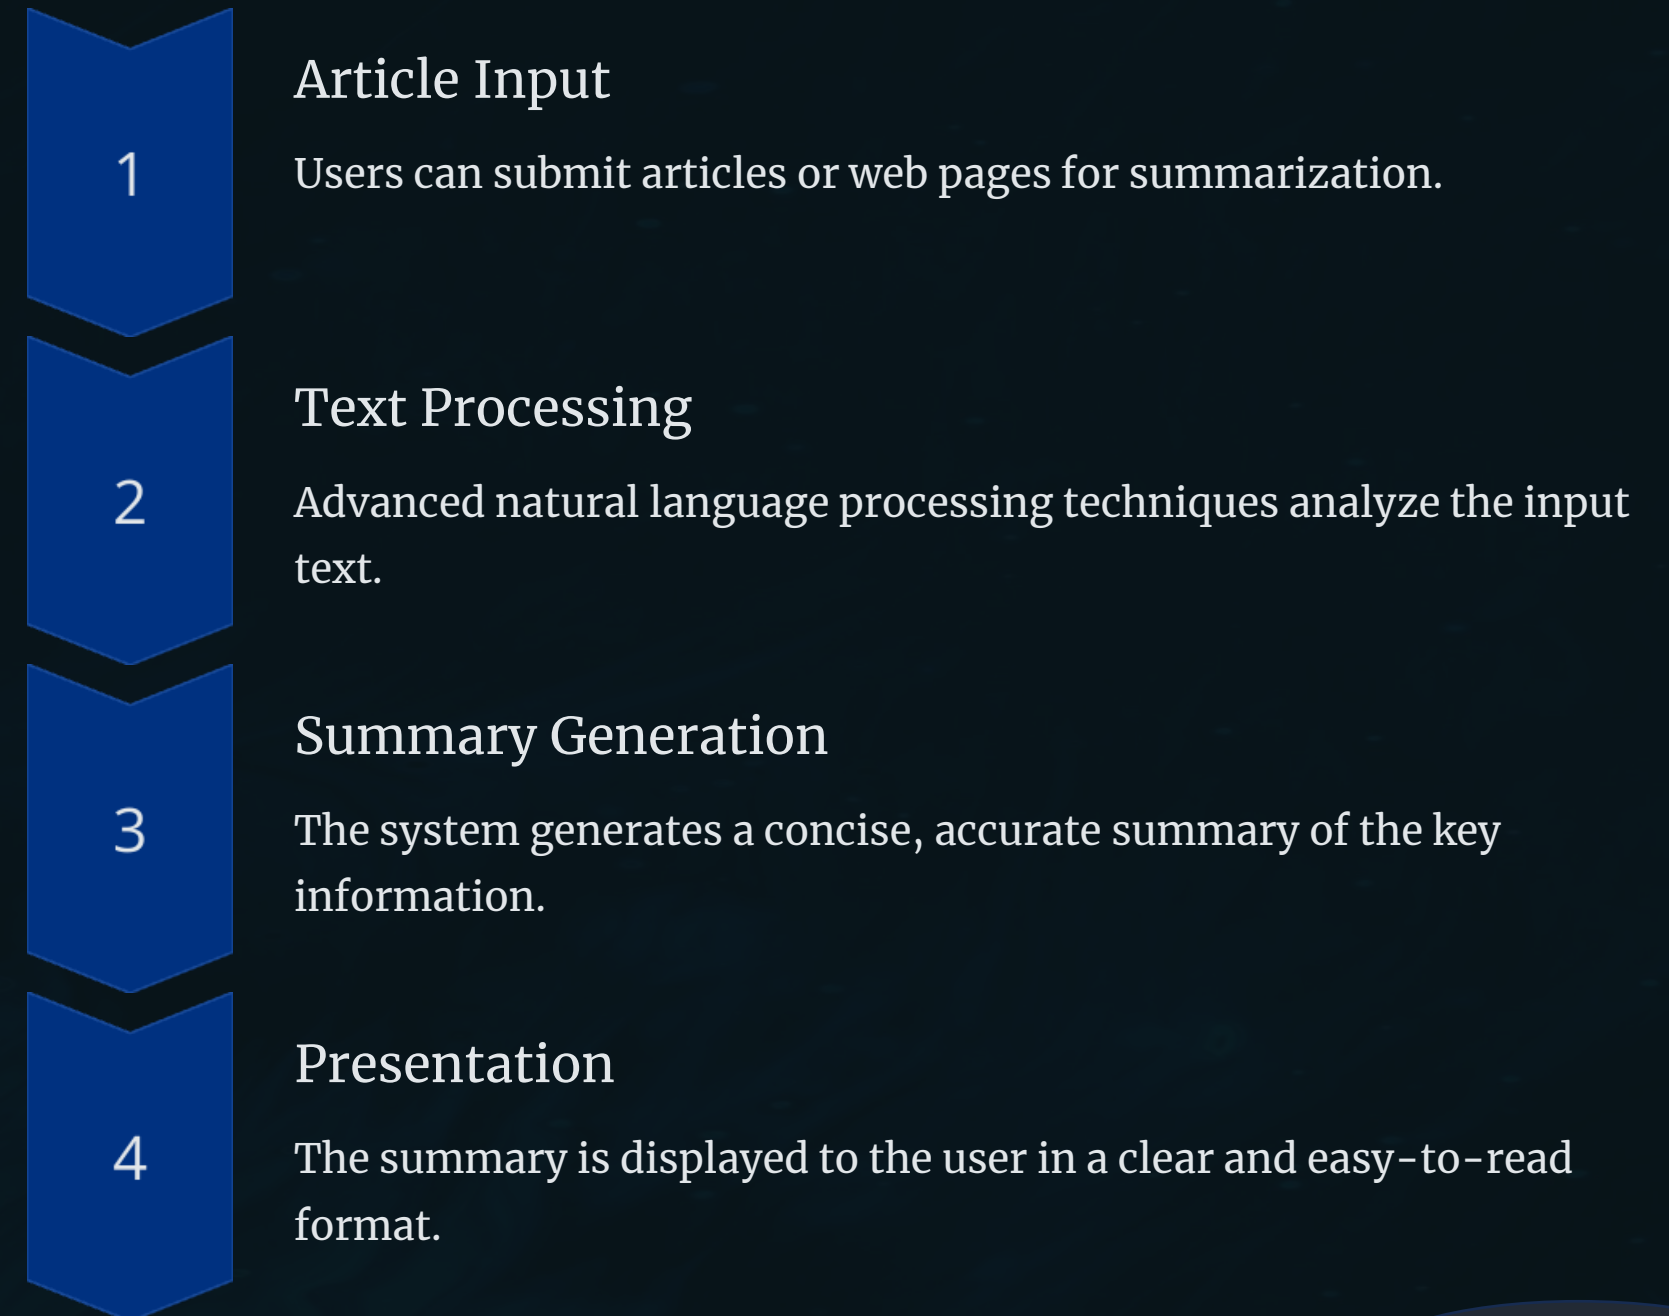 1
Article Input
Users can submit articles or web pages for summarization.
2
Text Processing
Advanced natural language processing techniques analyze the input
text.
3
Summary Generation
The system generates a concise, accurate summary of the key
information.
4
Presentation
The summary is displayed to the user in a clear and easy-to-read
format.